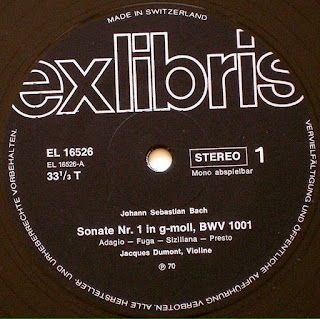 MADE IN SWITZERLAND
exlibris
EL 16526
EL 16526-A
33 1/3 T
STEREO 1
Mono abspielbar
Johann Sebastian Bach
Sonate Nr. 1 in g-moll, BWV 1001
Adagio — Fuga — Siziliana — Presto
Jacques Dumont, Violine
℗ 70
VERVIELFÄLTIGUNG UND ÖFFENTLICHE AUFFÜHRUNG VERBOTEN. ALLE HERSTELLER- UND URHEBERRECHTE VORBEHALTEN.